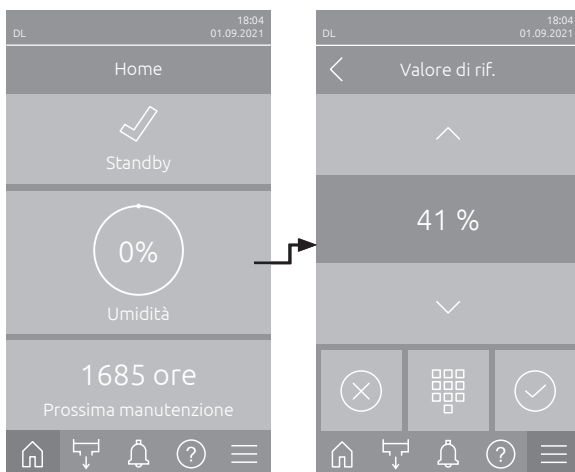 18:04
DL 01.09.2021
Home
Standby
0%
Umidità
1685 ore
Prossima manutenzione
18:04
DL 01.09.2021
Valore di rif.
41 %